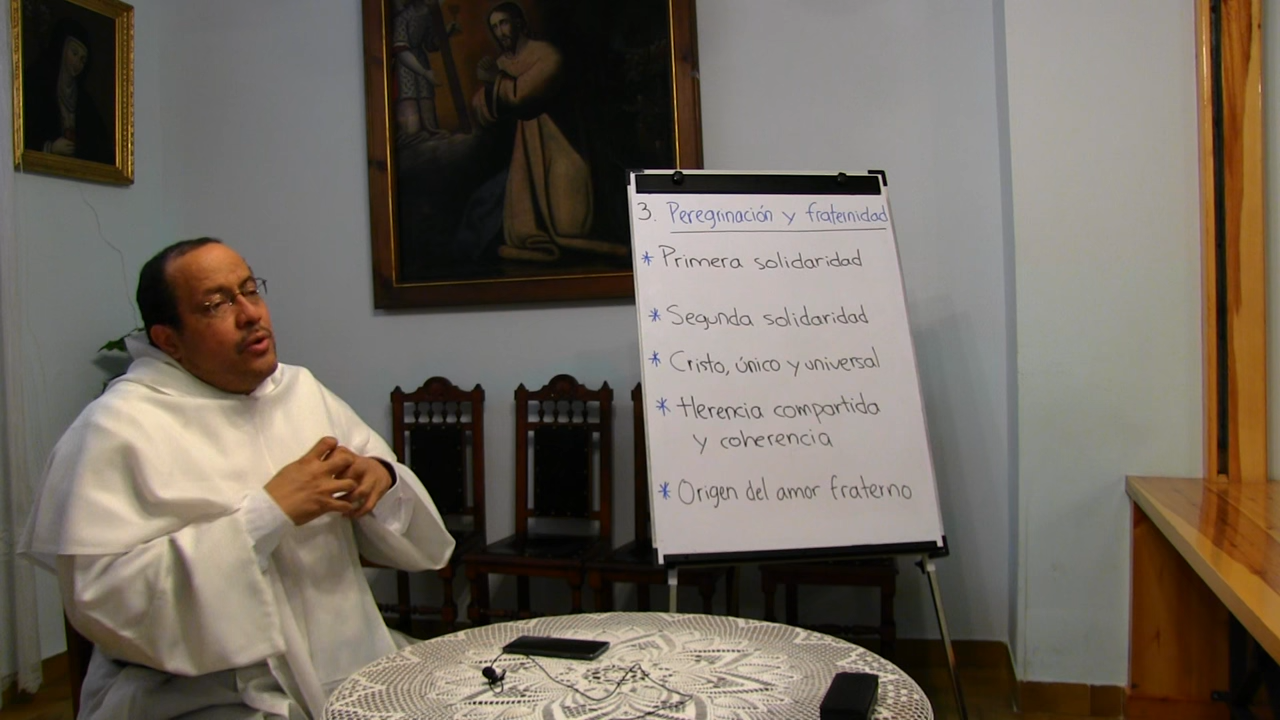 3. Peregrinación y fraternidad
* Primera solidaridad
* Segunda solidaridad
* Cristo, único y universal
* Herencia compartida
y coherencia
* Origen del amor fraterno